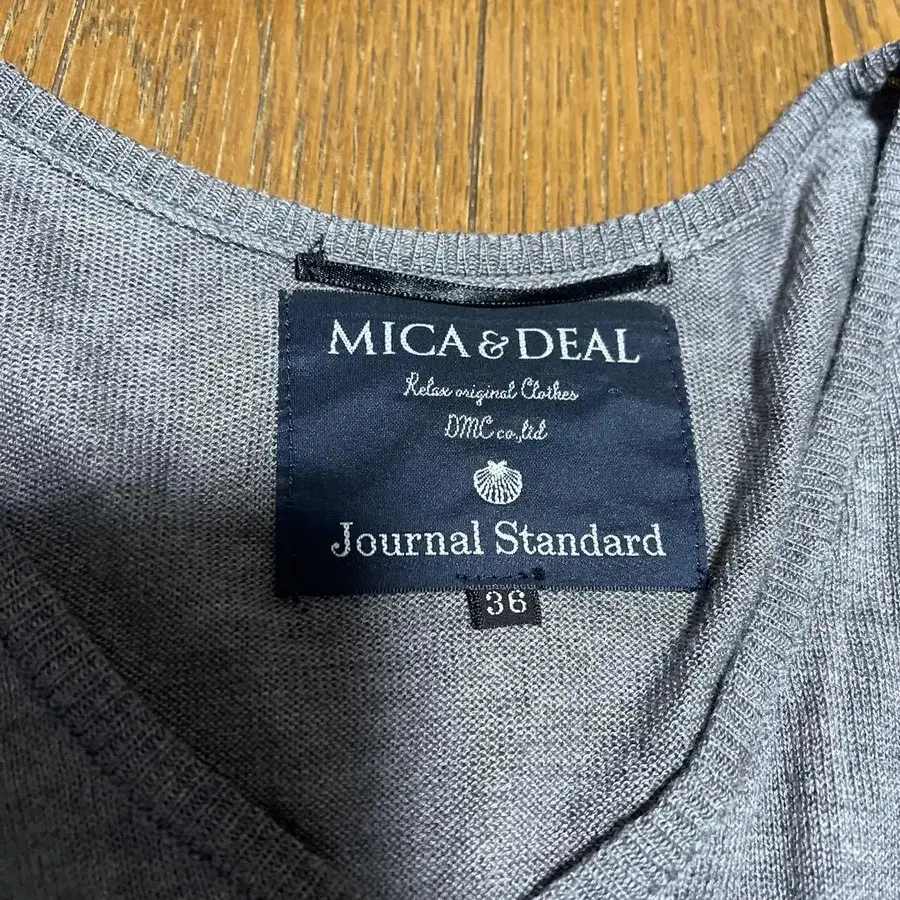 MICA & DEAL
Relax original Clothes
DMC co.,ltd
Journal Standard
36